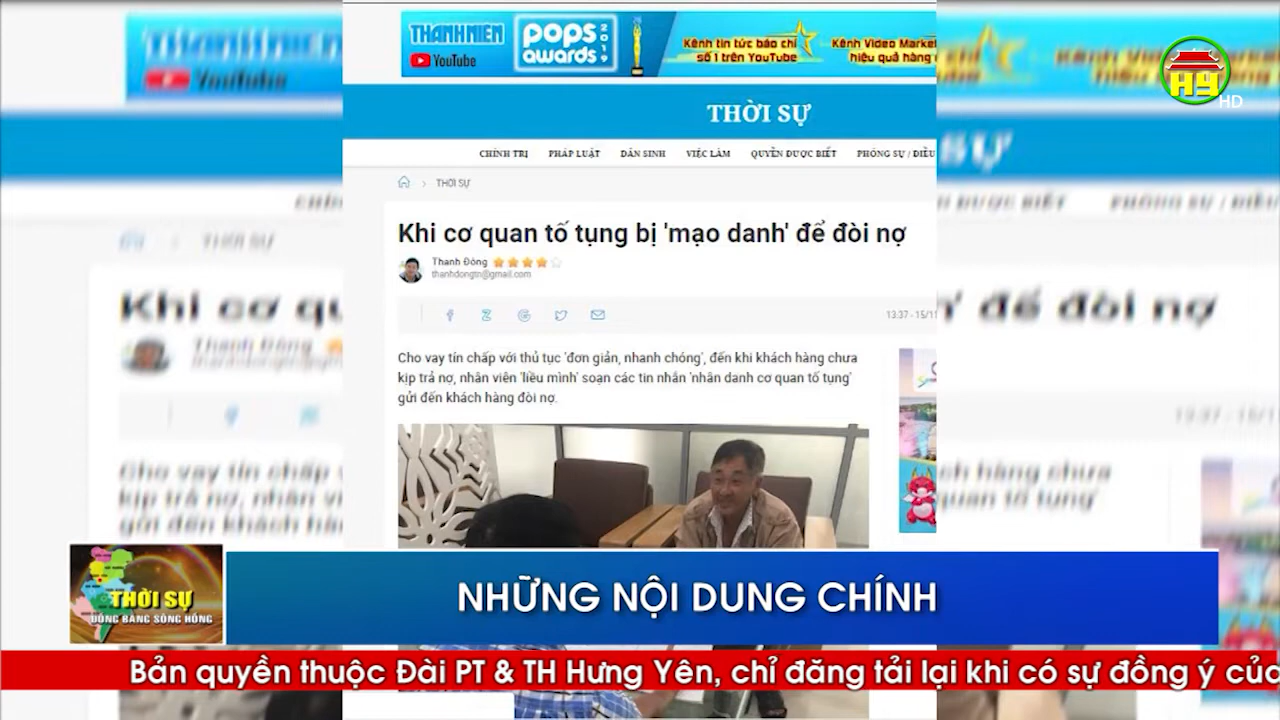 THANHNIEN
YouTube
pops
awards
2019
Kênh tin tức báo chí
số 1 trên YouTube
Kênh Video Market
hiệu quả hàng
HY
HD
THỜI SỰ
CHÍNH TRỊ PHÁP LUẬT DÂN SINH VIỆC LÀM QUYỀN ĐƯỢC BIẾT PHÓNG SỰ / ĐIỀU
THỜI SỰ
Khi cơ quan tố tụng bị 'mạo danh' để đòi nợ
Thanh Đông
thanhdongtn@gmail.com
13:37 - 15/11
Cho vay tín chấp với thủ tục 'đơn giản, nhanh chóng', đến khi khách hàng chưa
kịp trả nợ, nhân viên 'liều mình' soạn các tin nhắn 'nhân danh cơ quan tố tụng'
gửi đến khách hàng đòi nợ.
THỜI SỰ
ĐỒNG BẰNG SÔNG HỒNG
NHỮNG NỘI DUNG CHÍNH
Bản quyền thuộc Đài PT & TH Hưng Yên, chỉ đăng tải lại khi có sự đồng ý của